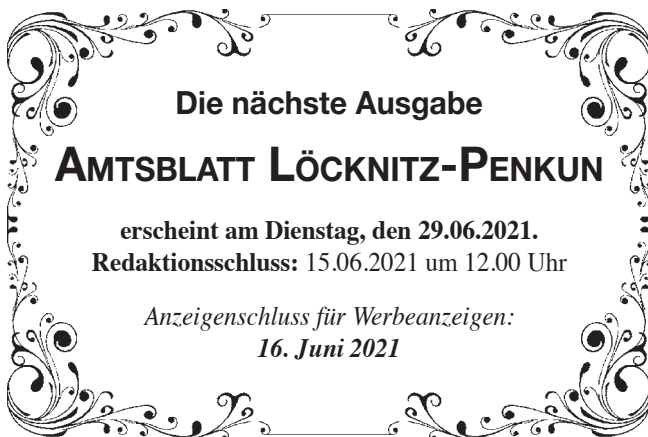 Die nächste Ausgabe
AMTSBLATT LÖCKNITZ-PENKUN
erscheint am Dienstag, den 29.06.2021.
Redaktionsschluss: 15.06.2021 um 12.00 Uhr
Anzeigenschluss für Werbeanzeigen:
16. Juni 2021